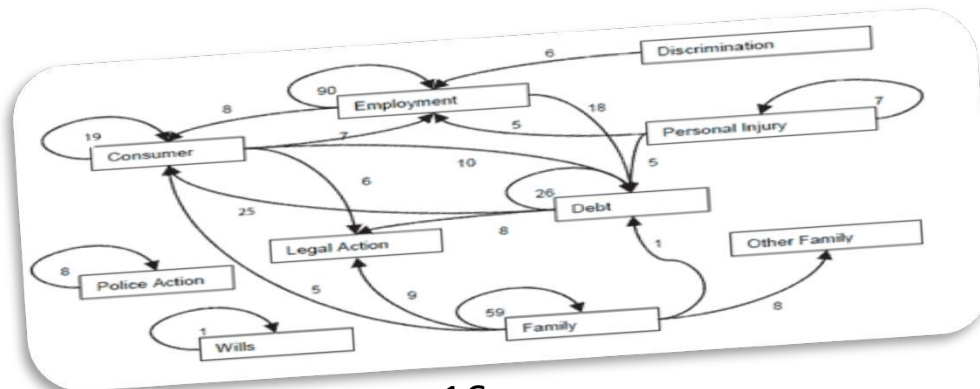 Discrimination
6
90
Employment
8
18
7
Personal Injury
5
7
19
Consumer
10
5
6
26
Debt
25
8
Legal Action
1
Other Family
8
Police Action
5
9
59
Family
8
1
Wills